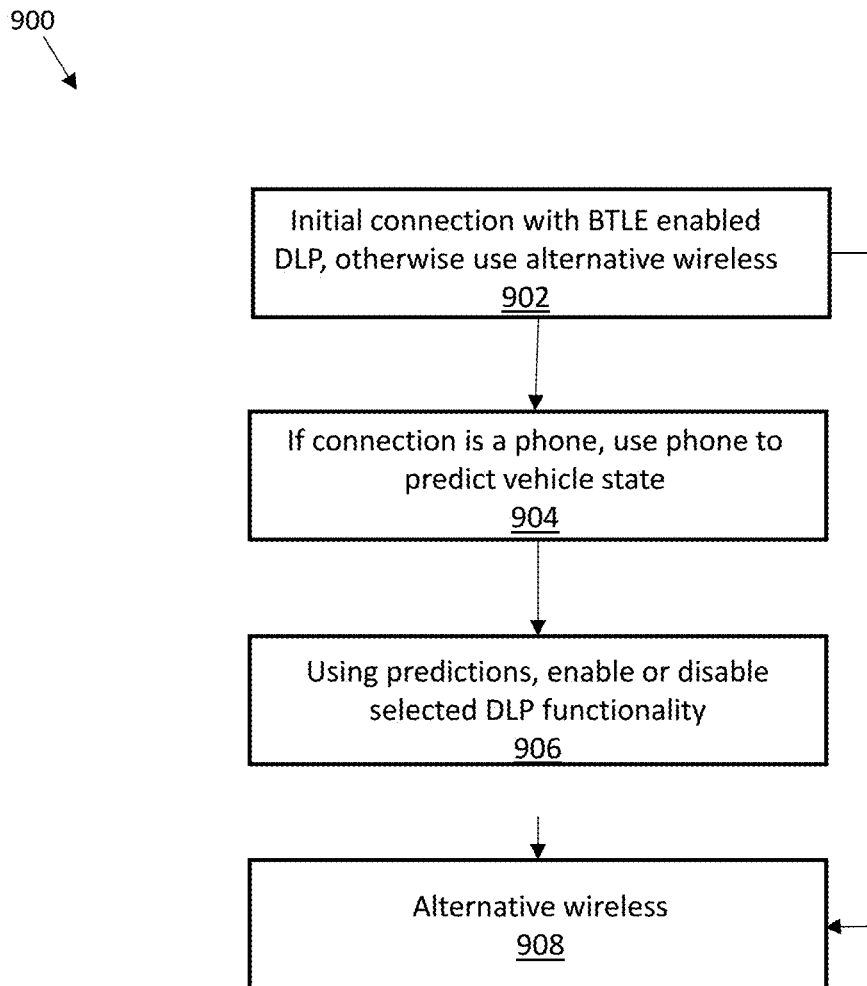 900
Initial connection with BTLE enabled
DLP, otherwise use alternative wireless
902
If connection is a phone, use phone to
predict vehicle state
904
Using predictions, enable or disable
selected DLP functionality
906
Alternative wireless
908